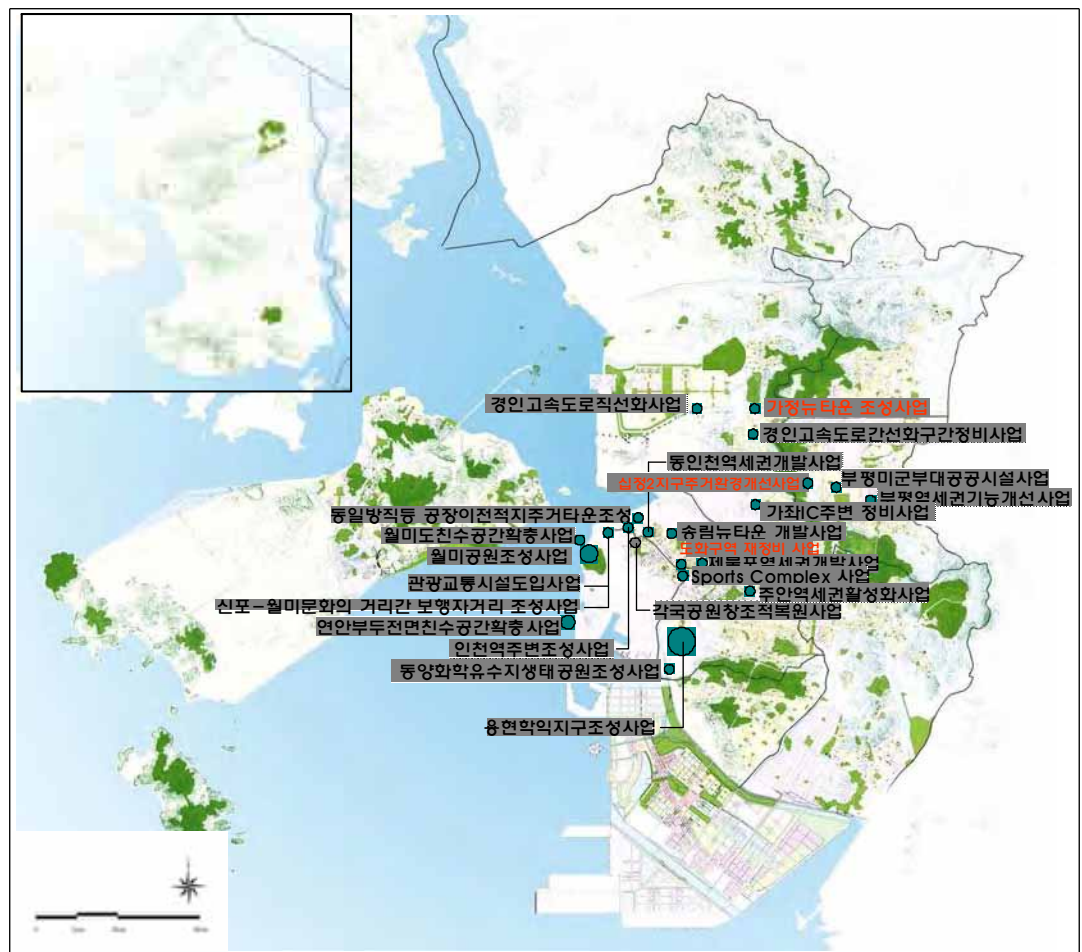 경인고속도로직선화사업
가정뉴타운 조성사업
경인고속도로간선화구간정비사업
동인천역세권개발사업
십정2지구주거환경개선사업
부평미군부대공공시설사업
부평역세권기능개선사업
가좌IC주변 정비사업
동일방직등 공장이전적지주거타운조성
월미도친수공간확충사업
송림뉴타운 개발사업
도화구역 재정비 사업
월미공원조성사업
제물포역세권개발사업
Sports Complex 사업
관광교통시설도입사업
주안역세권활성화사업
신포-월미문화의 거리간 보행자거리 조성사업
각국공원창조적복원사업
연안부두전면친수공간확충사업
인천역주변조성사업
동양화학유수지생태공원조성사업
용현학익지구조성사업